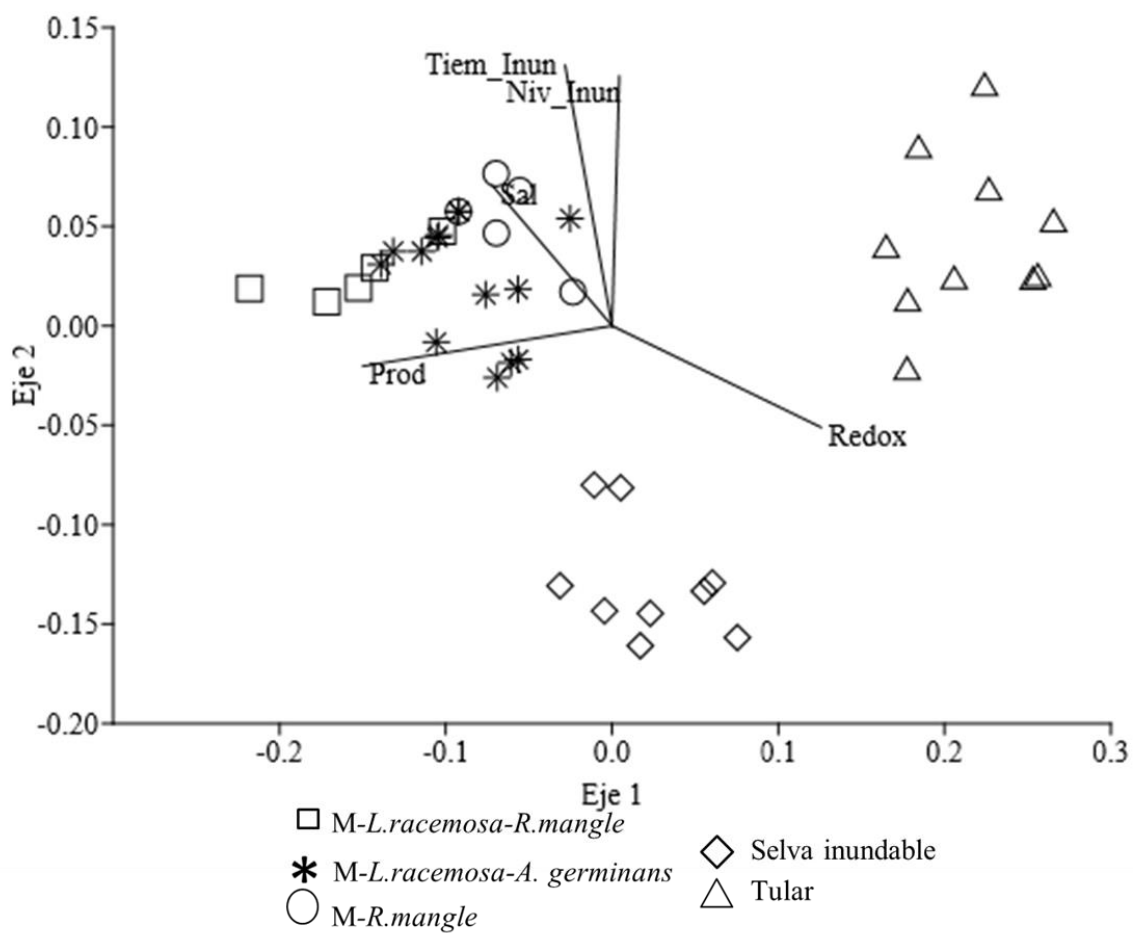 0.15
0.10
0.05
0.00
-0.05
-0.10
-0.15
-0.20
Eje 2
Tiem_Inun
Niv_Inun
Sal
Prod
Redox
-0.2
-0.1
0.0
0.1
0.2
0.3
Eje 1
M-L.racemosa-R.mangle
M-L.racemosa-A. germinans
M-R.mangle
Selva inundable
Tular